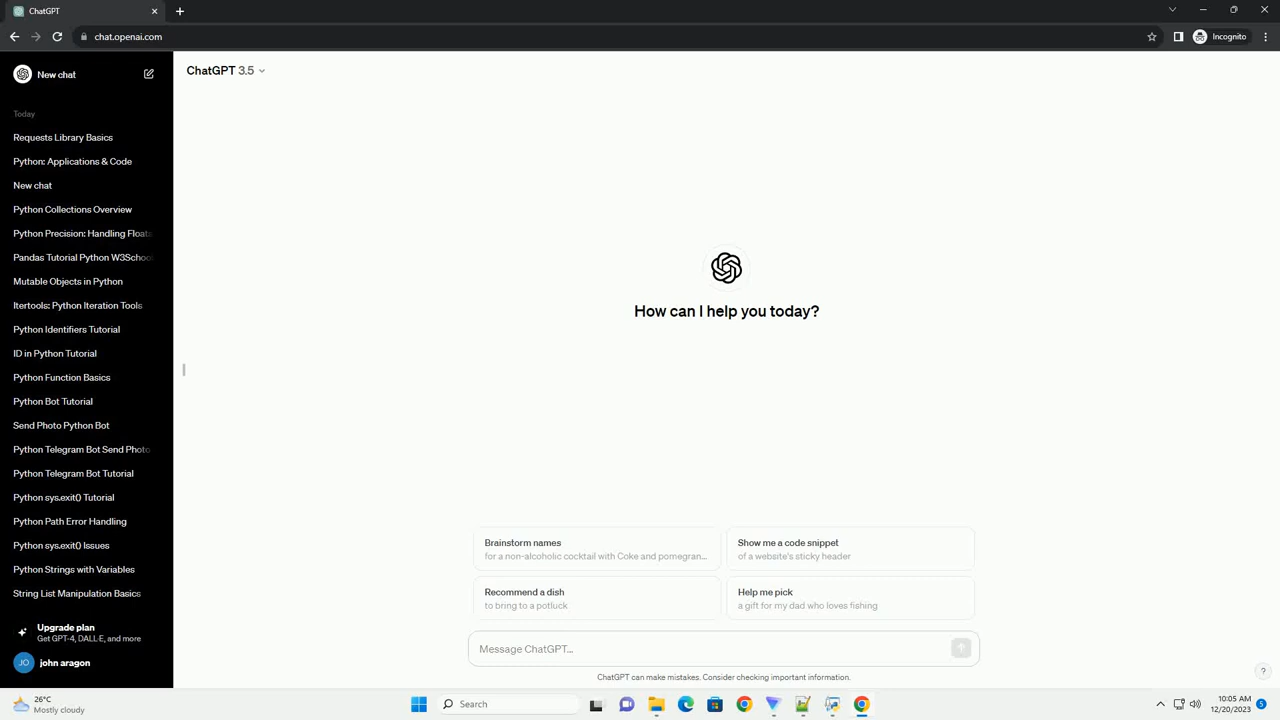 ChatGPT
chat.openai.com
Incognito
New chat
ChatGPT 3.5
Today
Requests Library Basics
Python: Applications & Code
New chat
Python Collections Overview
Python Precision: Handling Floats
Pandas Tutorial Python W3Schoo
Mutable Objects in Python
Itertools: Python Iteration Tools
Python Identifiers Tutorial
ID in Python Tutorial
Python Function Basics
Python Bot Tutorial
Send Photo Python Bot
Python Telegram Bot Send Photo
Python Telegram Bot Tutorial
Python sys.exit() Tutorial
Python Path Error Handling
Python sys.exit() Issues
Python Strings with Variables
String List Manipulation Basics
Upgrade plan
Get GPT-4, DALL·E, and more
JO
john aragon
How can I help you today?
Brainstorm names
for a non-alcoholic cocktail with Coke and pomegran...
Show me a code snippet
of a website's sticky header
Recommend a dish
to bring to a potluck
Help me pick
a gift for my dad who loves fishing
Message ChatGPT...
ChatGPT can make mistakes. Consider checking important information.
?
26°C
Mostly cloudy
Search
10:05 AM
12/20/2023
5